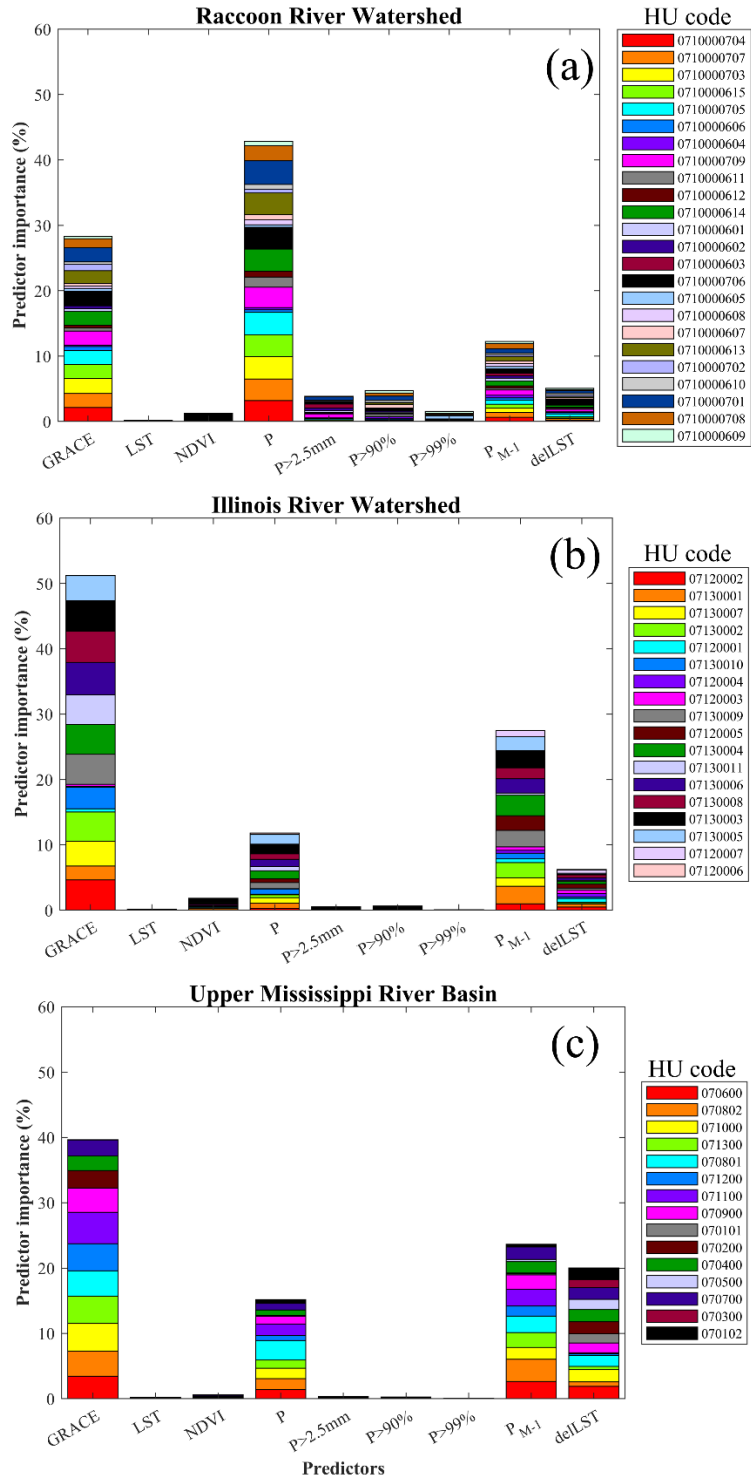 Raccoon River Watershed
HU code
(a)
Predictor importance (%)
60
50
40
30
20
10
0
GRACE
LST
NDVI
P
P>2.5mm
P>90%
P>99%
P M-1
delLST
0710000704
0710000707
0710000703
0710000615
0710000705
0710000606
0710000604
0710000709
0710000611
0710000612
0710000614
0710000601
0710000602
0710000603
0710000706
0710000605
0710000608
0710000607
0710000613
0710000702
0710000610
0710000701
0710000708
0710000609
Illinois River Watershed
HU code
(b)
Predictor importance (%)
60
50
40
30
20
10
0
GRACE
LST
NDVI
P
P>2.5mm
P>90%
P>99%
P M-1
delLST
07120002
07130001
07130007
07130002
07120001
07130010
07120004
07120003
07130009
07120005
07130004
07130011
07130006
07130008
07130003
07130005
07120007
07120006
Upper Mississippi River Basin
HU code
(c)
Predictor importance (%)
60
50
40
30
20
10
0
GRACE
LST
NDVI
P
P>2.5mm
P>90%
P>99%
P M-1
delLST
Predictors
070600
070802
071000
071300
070801
071200
071100
070900
070101
070200
070400
070500
070700
070300
070102